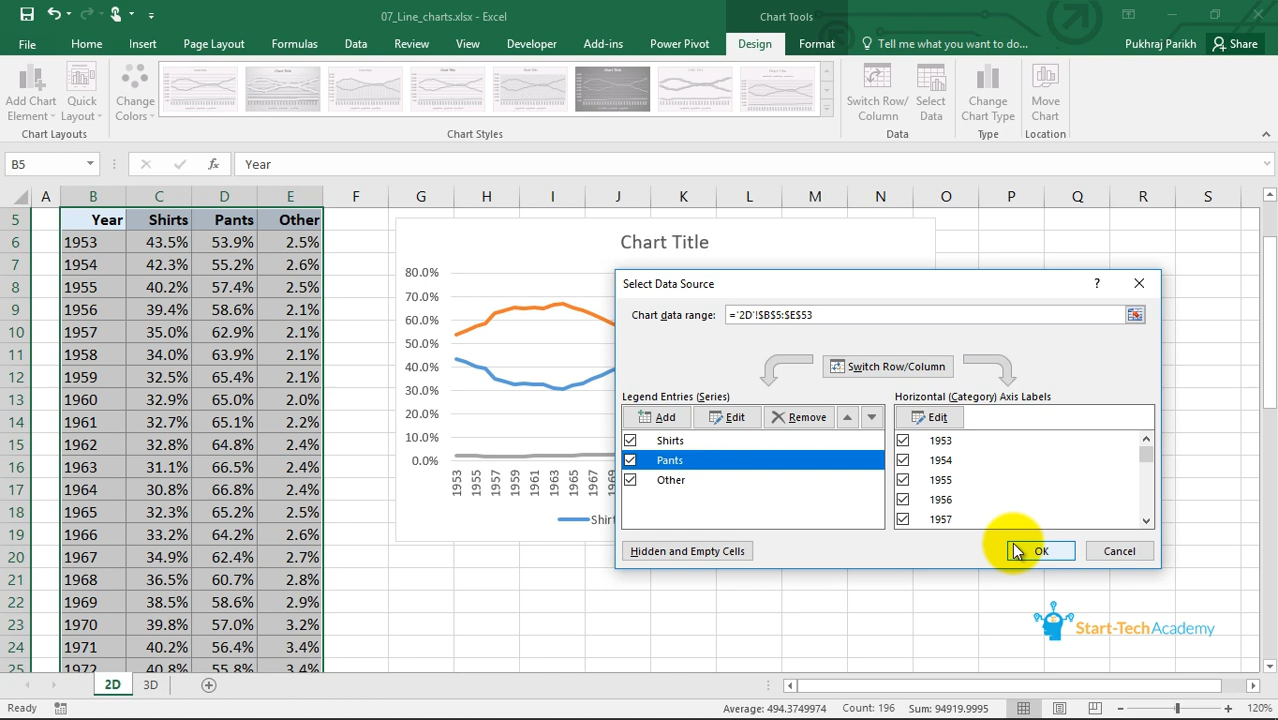 07_Line_charts.xlsx - Excel
Chart Tools
File Home Insert Page Layout Formulas Data Review View Developer Add-ins Power Pivot Design Format Tell me what you want to do... Pukhraj Parikh Share
Add Chart Element Quick Layout Change Colors Switch Row/ Column Select Data Change Chart Type Move Chart
Chart Layouts Chart Styles Data Type Location
B5 fx Year
A B C D E F G H I J K L M N O P Q R S
5 Year Shirts Pants Other
6 1953 43.5% 53.9% 2.5%
7 1954 42.3% 55.2% 2.6%
8 1955 40.2% 57.4% 2.5%
9 1956 39.4% 58.6% 2.1%
10 1957 35.0% 62.9% 2.1%
11 1958 34.0% 63.9% 2.1%
12 1959 32.5% 65.4% 2.1%
13 1960 32.9% 65.0% 2.0%
14 1961 32.7% 65.1% 2.2%
15 1962 32.8% 64.8% 2.4%
16 1963 31.1% 66.5% 2.4%
17 1964 30.8% 66.8% 2.4%
18 1965 32.3% 65.2% 2.5%
19 1966 33.2% 64.2% 2.6%
20 1967 34.9% 62.4% 2.7%
21 1968 36.5% 60.7% 2.8%
22 1969 38.5% 58.6% 2.9%
23 1970 39.8% 57.0% 3.2%
24 1971 40.2% 56.4% 3.4%
25 1972 40.8% 55.8% 3.4%
Chart Title
80.0%
70.0%
60.0%
50.0%
40.0%
30.0%
20.0%
10.0%
0.0%
1953 1955 1957 1959 1961 1963 1965 1967 1969
Shirt
Select Data Source ?
Chart data range: ='2D'!$B$5:$E$53
Switch Row/Column
Legend Entries (Series) Horizontal (Category) Axis Labels
Add Edit Remove Edit
Shirts 1953
Pants 1954
Other 1955
1956
1957
Hidden and Empty Cells OK Cancel
Start-TechAcademy
2D 3D
Ready Average: 494.3749974 Count: 196 Sum: 94919.9995 120%